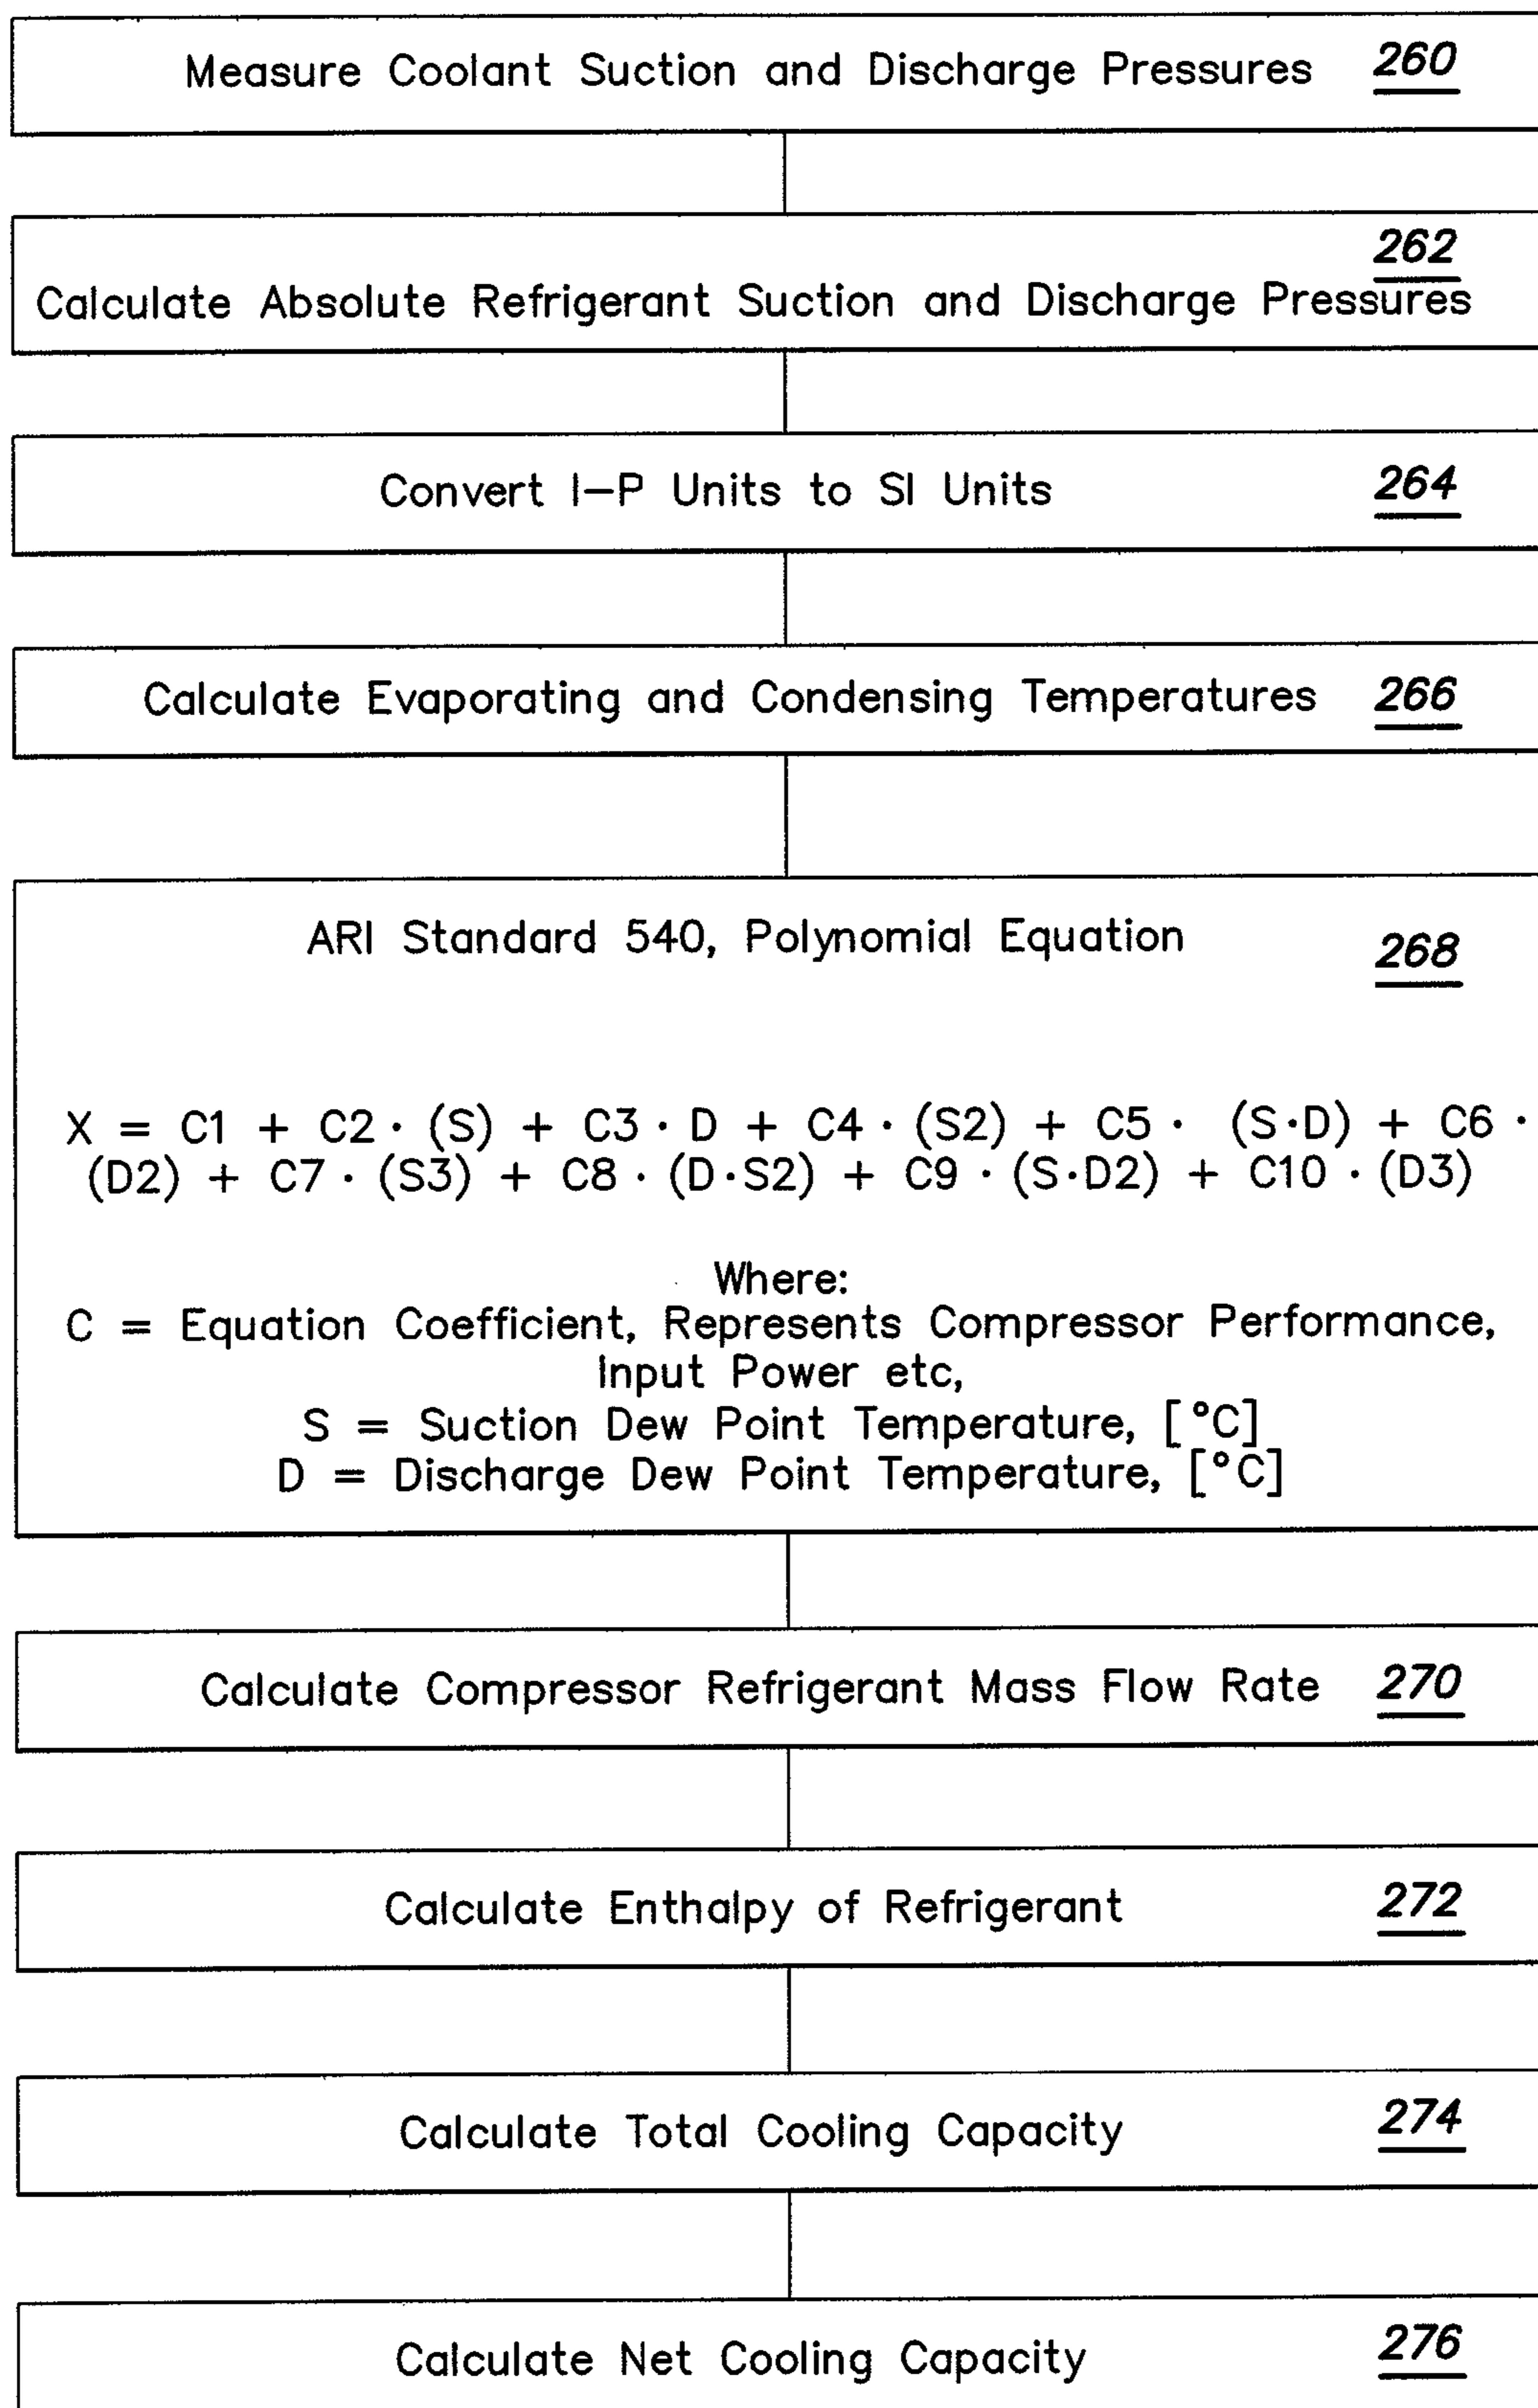 Measure Coolant Suction and Discharge Pressures 260
262
Calculate Absolute Refrigerant Suction and Discharge Pressures
Convert I-P Units to SI Units 264
Calculate Evaporating and Condensing Temperatures 266
ARI Standard 540, Polynomial Equation 268
X = C1 + C2 · (S) + C3 · D + C4 · (S2) + C5 · (S·D) + C6 ·
(D2) + C7 · (S3) + C8 · (D·S2) + C9 · (S·D2) + C10 · (D3)
Where:
C = Equation Coefficient, Represents Compressor Performance,
Input Power etc,
S = Suction Dew Point Temperature, [°C]
D = Discharge Dew Point Temperature, [°C]
Calculate Compressor Refrigerant Mass Flow Rate 270
Calculate Enthalpy of Refrigerant 272
Calculate Total Cooling Capacity 274
Calculate Net Cooling Capacity 276